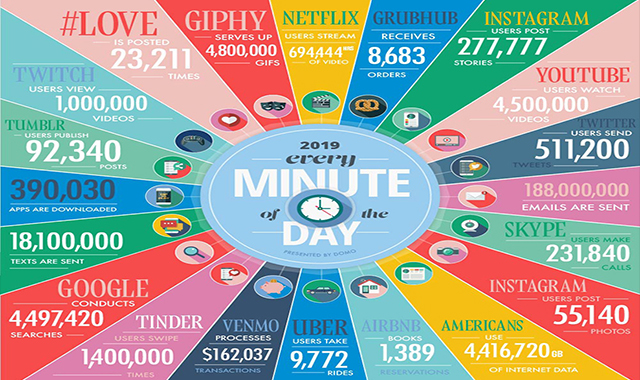 #LOVE
IS POSTED
23,211
TIMES
GIPHY
SERVES UP
4,800,000
GIFS
NETFLIX
USERS STREAM
694,444 HRS
OF VIDEO
GRUBHUB
RECEIVES
8,683
ORDERS
INSTAGRAM
USERS POST
277,777
STORIES
YOUTUBE
USERS WATCH
4,500,000
VIDEOS
TWITTER
USERS SEND
511,200
TWEETS
188,000,000
EMAILS ARE SENT
SKYPE
USERS MAKE
231,840
CALLS
INSTAGRAM
USERS POST
55,140
PHOTOS
AMERICANS
USE
4,416,720 GB
OF INTERNET DATA
AIRBNB
BOOKS
1,389
RESERVATIONS
UBER
USERS TAKE
9,772
RIDES
VENMO
PROCESSES
$162,037
TRANSACTIONS
TINDER
USERS SWIPE
1,400,000
TIMES
GOOGLE
CONDUCTS
4,497,420
SEARCHES
18,100,000
TEXTS ARE SENT
390,030
APPS ARE DOWNLOADED
TUMBLR
USERS PUBLISH
92,340
POSTS
TWITCH
USERS VIEW
1,000,000
VIDEOS
2019
every
MINUTE
of the
DAY
PRESENTED BY DOMO